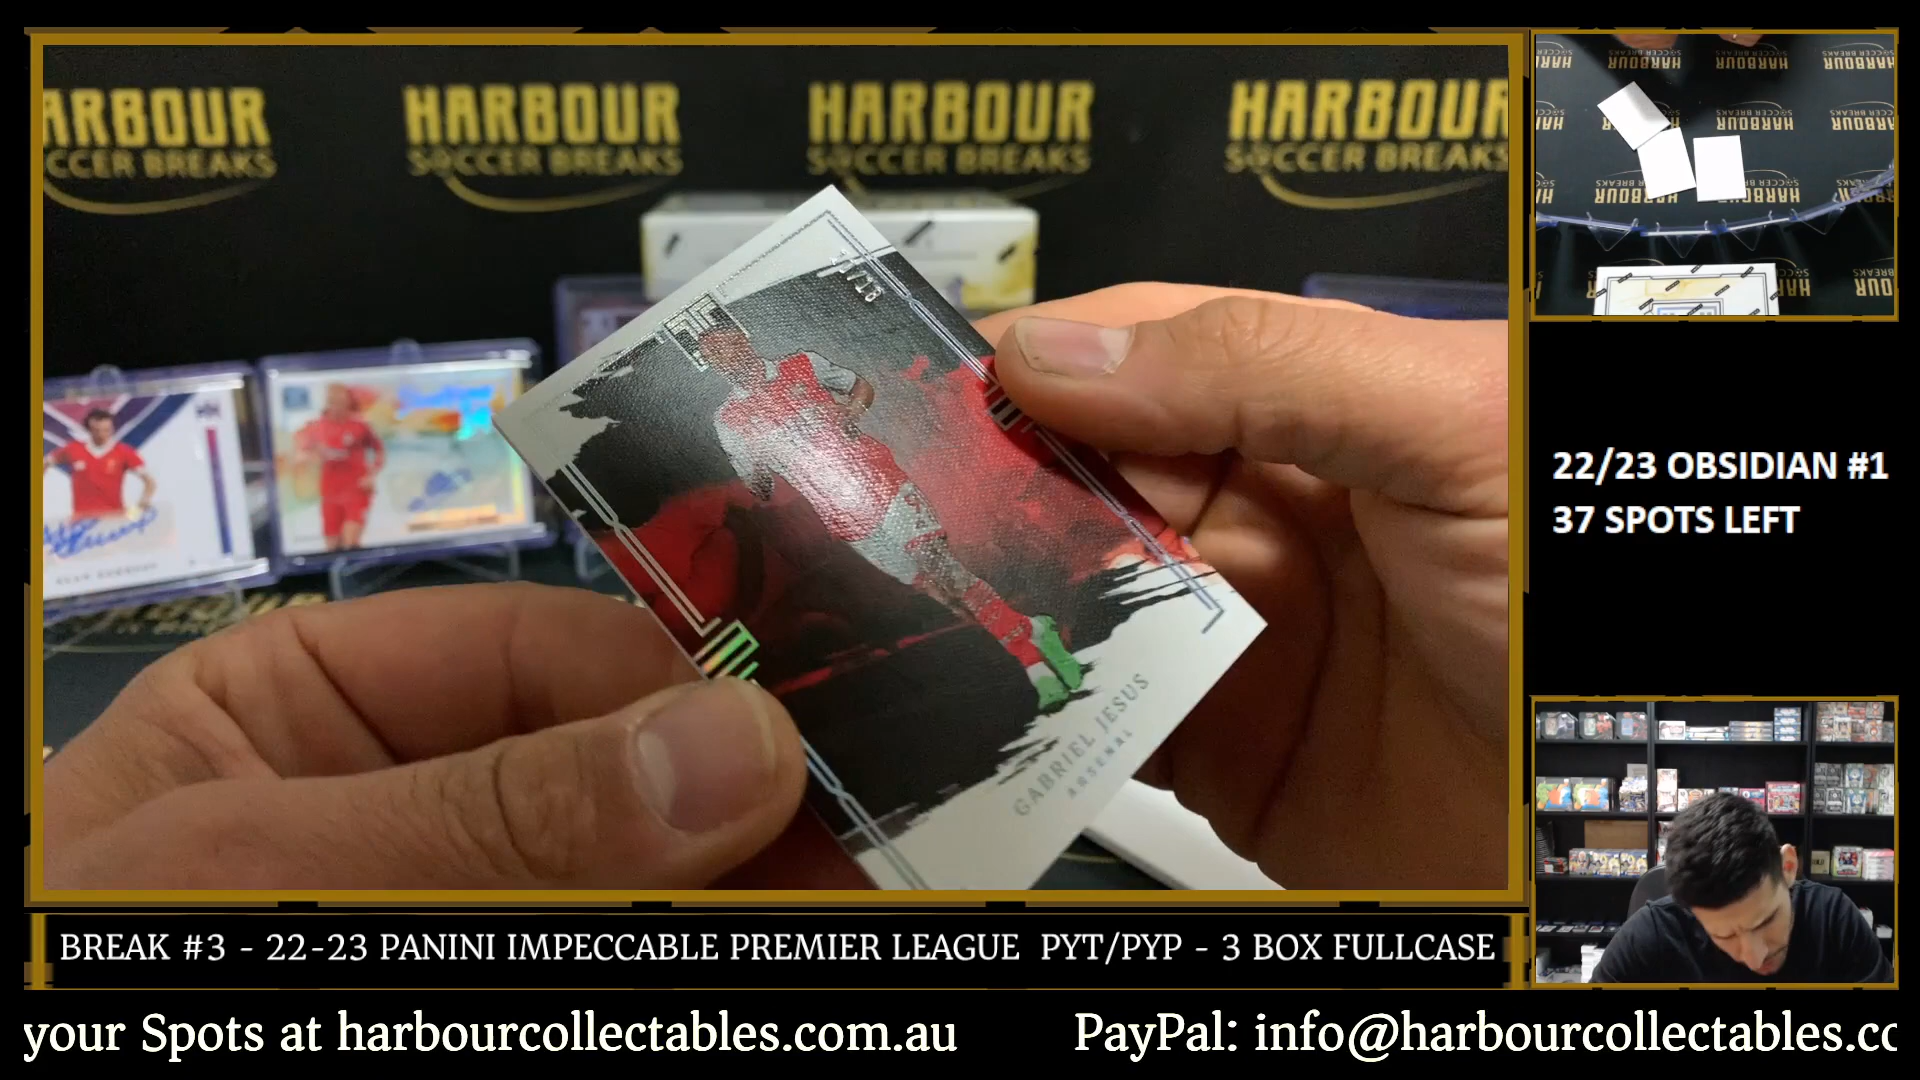 ARBOUR
CCER BREAKS
HARBOUR
SOCCER BREAKS
HARBOUR
SOCCER BREAKS
HARBOUR
SOCCER BREAKS
GABRIEL JESUS
ARSENAL
HARBOUR
22/23 OBSIDIAN #1
37 SPOTS LEFT
BREAK #3 - 22-23 PANINI IMPECCABLE PREMIER LEAGUE PYT/PYP - 3 BOX FULLCASE
your Spots at harbourcollectables.com.au
PayPal: info@harbourcollectables.cc